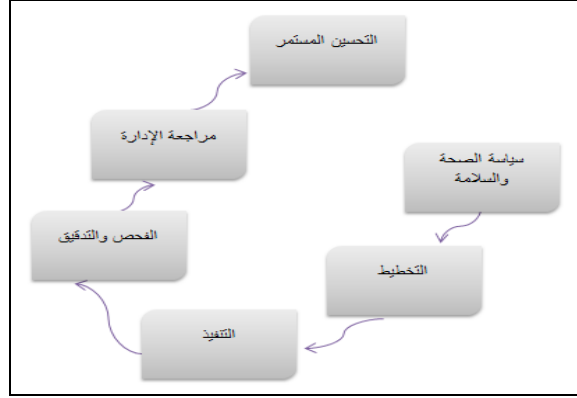 التحسين المستمر
مراجعة الإدارة
سياسة الصحة
والسلامة
الفحص والتدقيق
التخطيط
التنفيذ